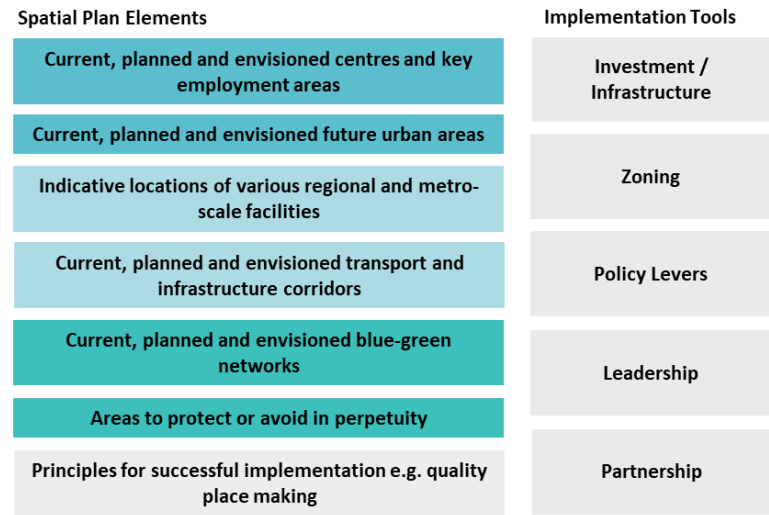 Spatial Plan Elements
Current, planned and envisioned centres and key
employment areas
Current, planned and envisioned future urban areas
Indicative locations of various regional and metro-
scale facilities
Current, planned and envisioned transport and
infrastructure corridors
Current, planned and envisioned blue-green
networks
Areas to protect or avoid in perpetuity
Principles for successful implementation e.g. quality
place making
Implementation Tools
Investment /
Infrastructure
Zoning
Policy Levers
Leadership
Partnership